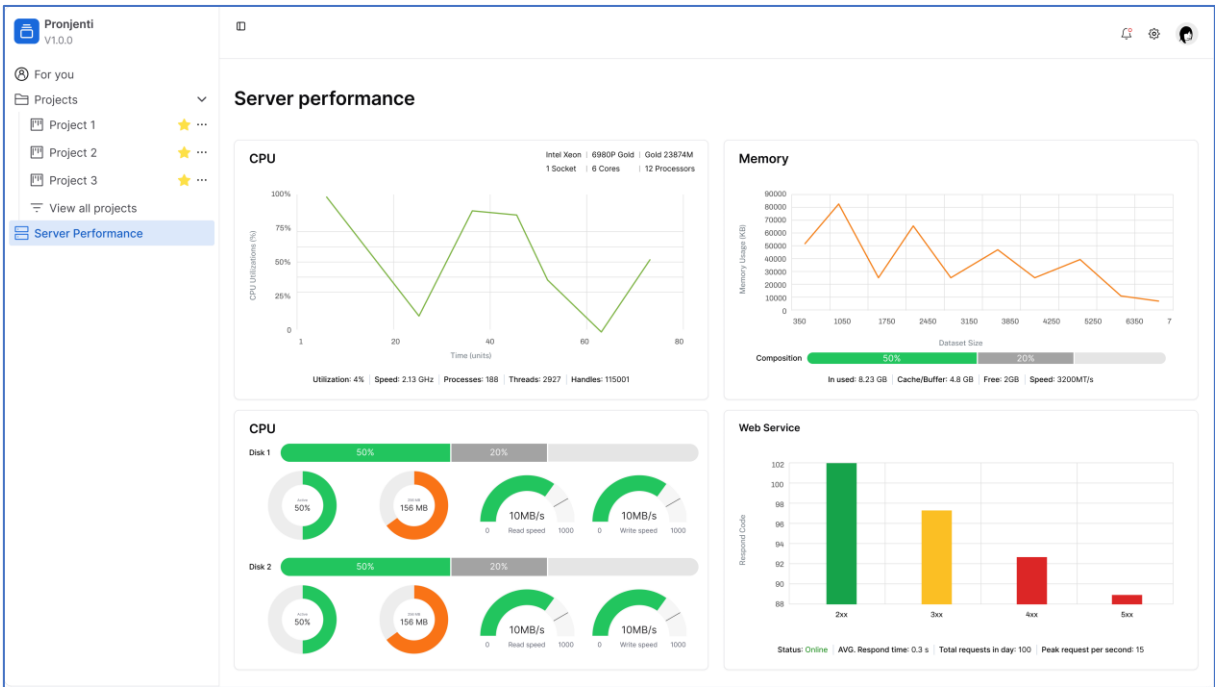 Pronjenti
V1.0.0
For you
Projects
Project 1
Project 2
Project 3
View all projects
Server Performance
Server performance
CPU
Intel Xeon | 6980P Gold | Gold 23874M
1 Socket | 6 Cores | 12 Processors
100%
75%
50%
25%
0
CPU Utilizations (%)
1 20 40 60 80
Time (units)
Utilization: 4% | Speed: 2.13 GHz | Processes: 188 | Threads: 2927 | Handles: 115001
Memory
90000
80000
70000
60000
50000
40000
30000
20000
10000
0
Memory Usage (KB)
350 1050 1750 2450 3150 3850 4250 5250 6350 7
Dataset Size
Composition 50% 20%
In used: 8.23 GB | Cache/Buffer: 4.8 GB | Free: 2GB | Speed: 3200MT/s
CPU
Disk 1 50% 20%
50%
156 MB
10MB/s
0 Read speed 1000
10MB/s
0 Write speed 1000
Disk 2 50% 20%
50%
156 MB
10MB/s
0 Read speed 1000
10MB/s
0 Write speed 1000
Web Service
102
100
98
96
94
92
90
88
Respond Code
2xx 3xx 4xx 5xx
Status: Online | AVG. Respond time: 0.3 s | Total requests in day: 100 | Peak request per second: 15